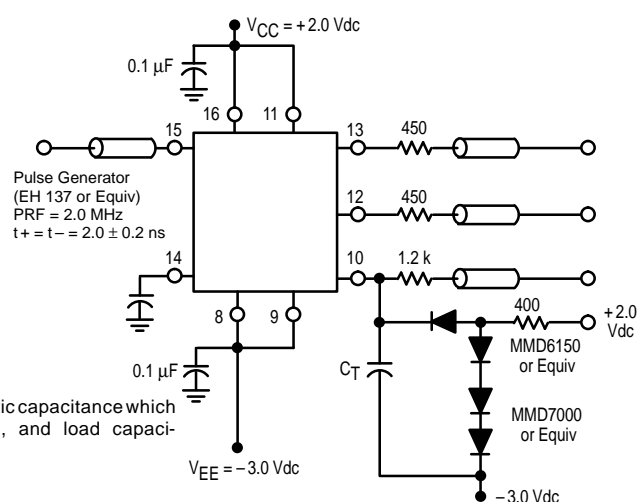 VCC = +2.0 Vdc
0.1 µF
16
11
15
13
450
Pulse Generator
(EH 137 or Equiv)
PRF = 2.0 MHz
t+ = t– = 2.0 ± 0.2 ns
12
450
14
10
1.2 k
8
9
400
+2.0
Vdc
0.1 µF
CT
MMD6150
or Equiv
MMD7000
or Equiv
ic capacitance which
, and load capaci-
VEE = –3.0 Vdc
–3.0 Vdc